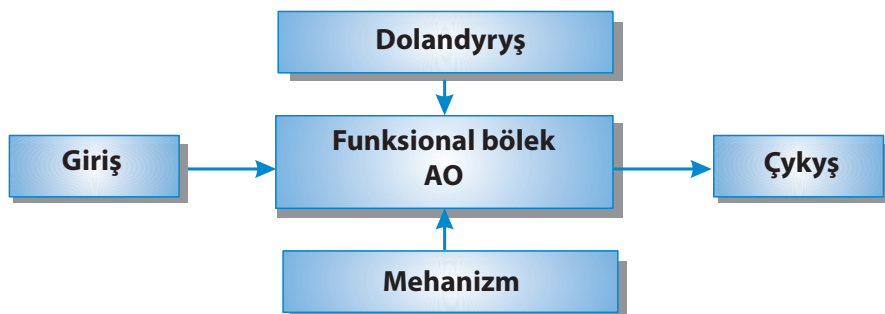 Dolandyryş
Giriş
Funksional bölek
AO
Çykyş
Mehanizm